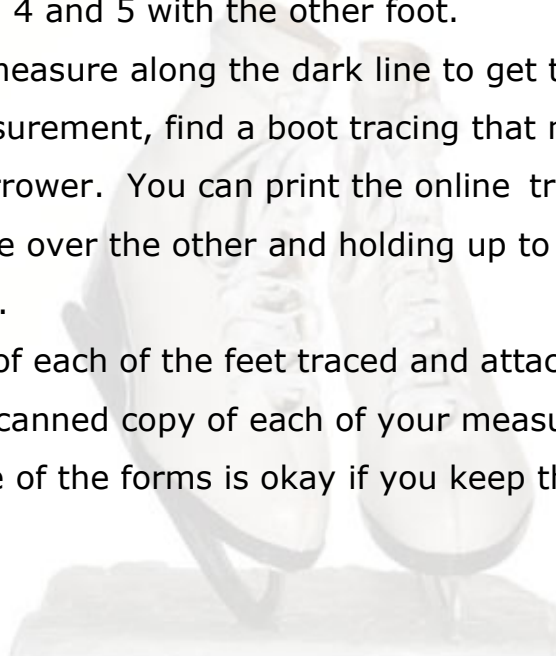 4 and 5 with the other foot.
measure along the dark line to get
surement, find a boot tracing that
rrower. You can print the online tr
e over the other and holding up to
.
of each of the feet traced and attac
canned copy of each of your measu
e of the forms is okay if you keep th